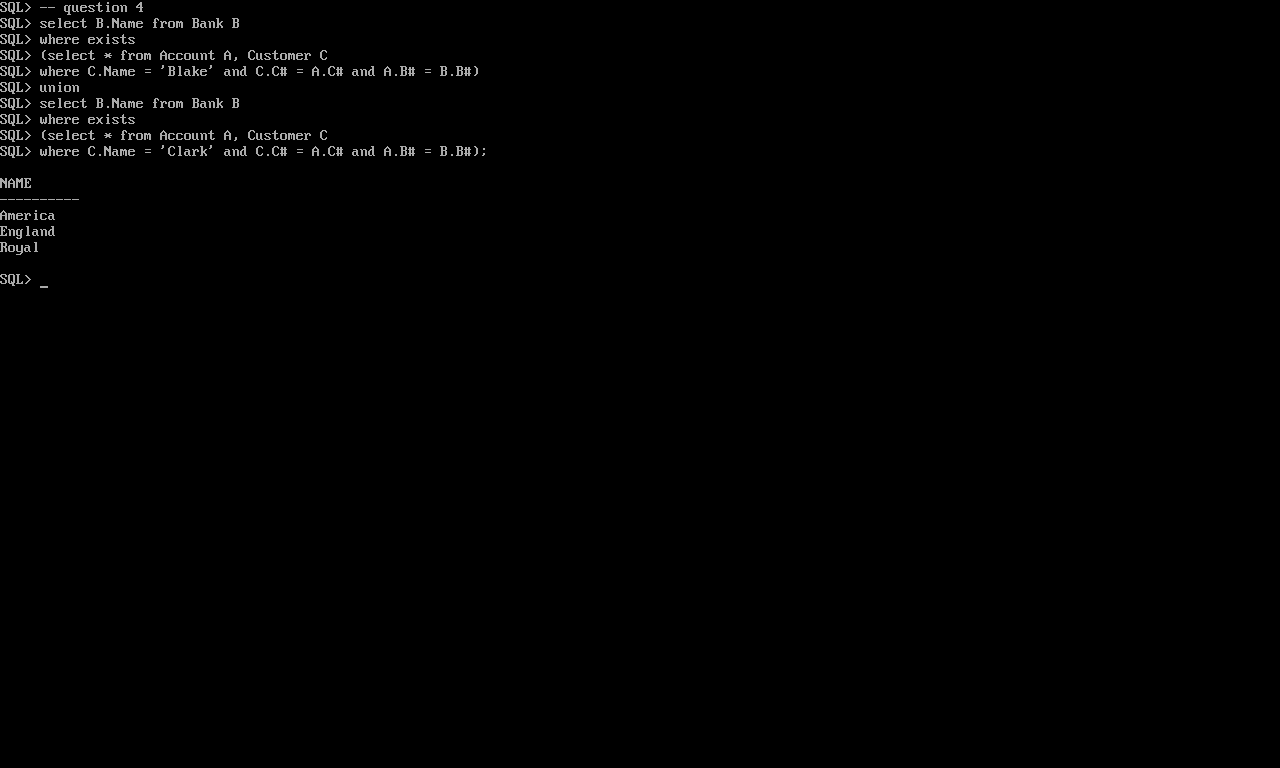 SQL> -- question 4
SQL> select B.Name from Bank B
SQL> where exists
SQL> (select * from Account A, Customer C
SQL> where C.Name = 'Blake' and C.C# = A.C# and A.B# = B.B#)
SQL> union
SQL> select B.Name from Bank B
SQL> where exists
SQL> (select * from Account A, Customer C
SQL> where C.Name = 'Clark' and C.C# = A.C# and A.B# = B.B#);
NAME
----------
America
England
Royal
SQL> _